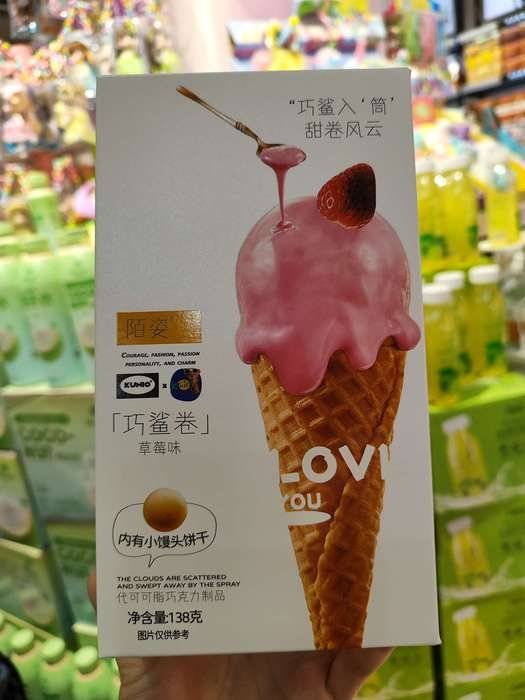 “巧鲨入‘筒’
甜卷风云
陌姿
COURAGE, FASHION, PASSION
PERSONALITY, AND CHARM
KUMO
x
「巧鲨卷」
草莓味
LOVE
YOU
内有小馒头饼干
THE CLOUDS ARE SCATTERED
AND SWEPT AWAY BY THE SPRAY
代可可脂巧克力制品
净含量:138克
图片仅供参考